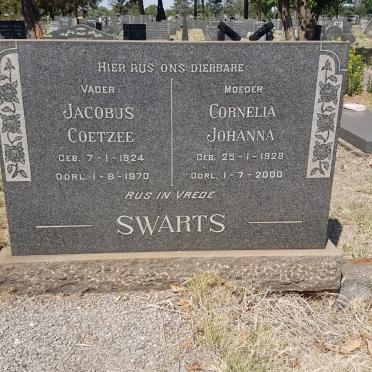 HIER RUS ONS DIERBARE
VADER
JACOBUS
COETZEE
GEB. 7-1-1924
OORL. 1-8-1970
MOEDER
CORNELIA
JOHANNA
GEB. 25-1-1928
OORL. 1-7-2000
RUS IN VREDE
SWARTS